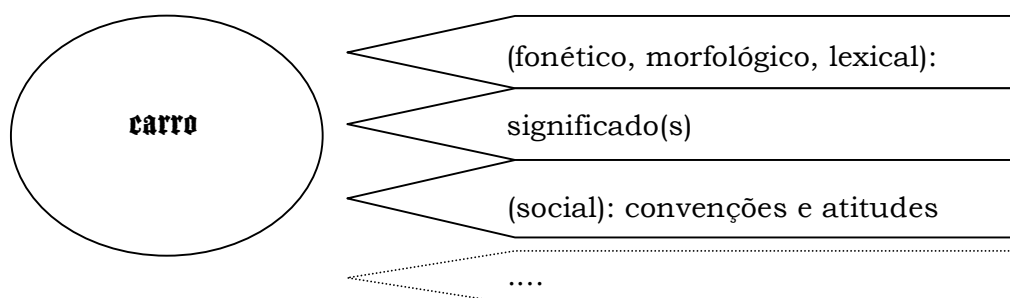 carro
(fonético, morfológico, lexical):
significado(s)
(social): convenções e atitudes
....